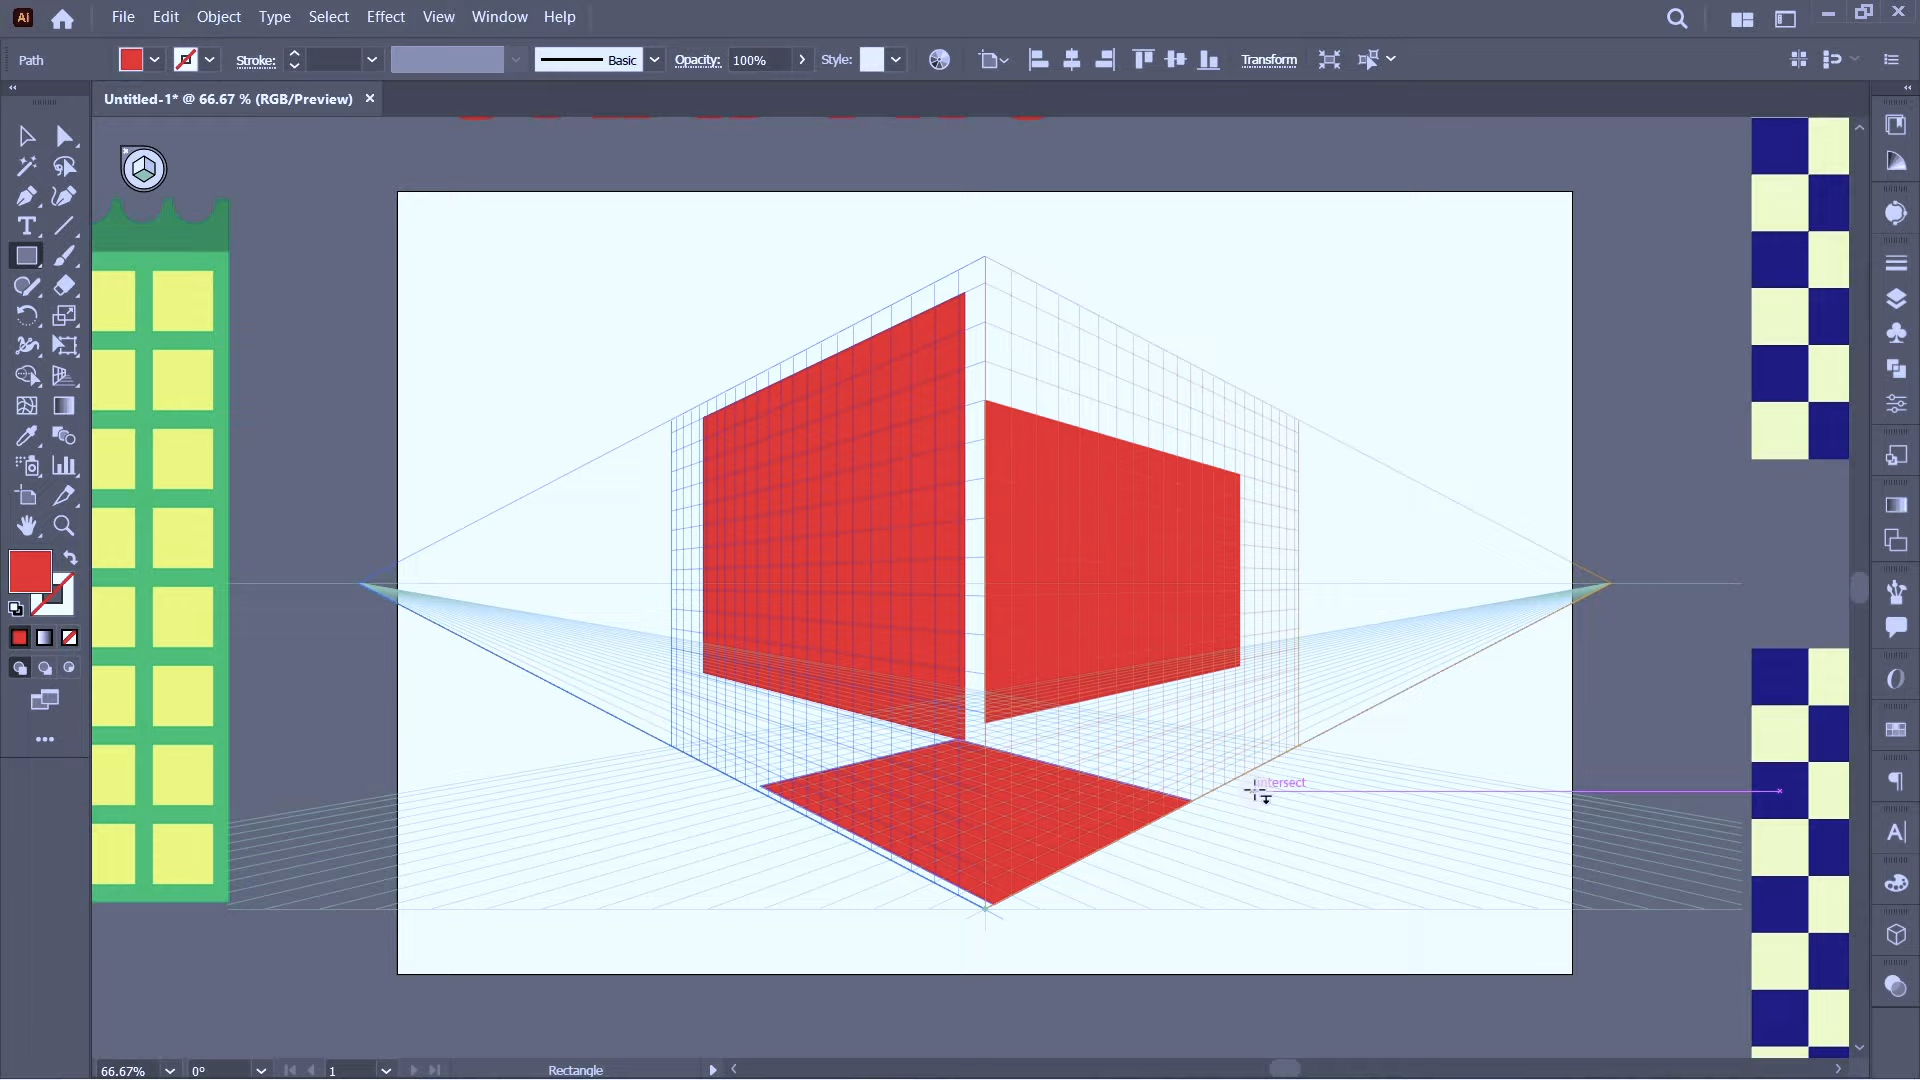 Ai File Edit Object Type Select Effect View Window Help
Path Stroke: Basic Opacity: 100% Style: Transform
Untitled-1* @ 66.67 % (RGB/Preview) ×
intersect
66.67% 0° 1 Rectangle